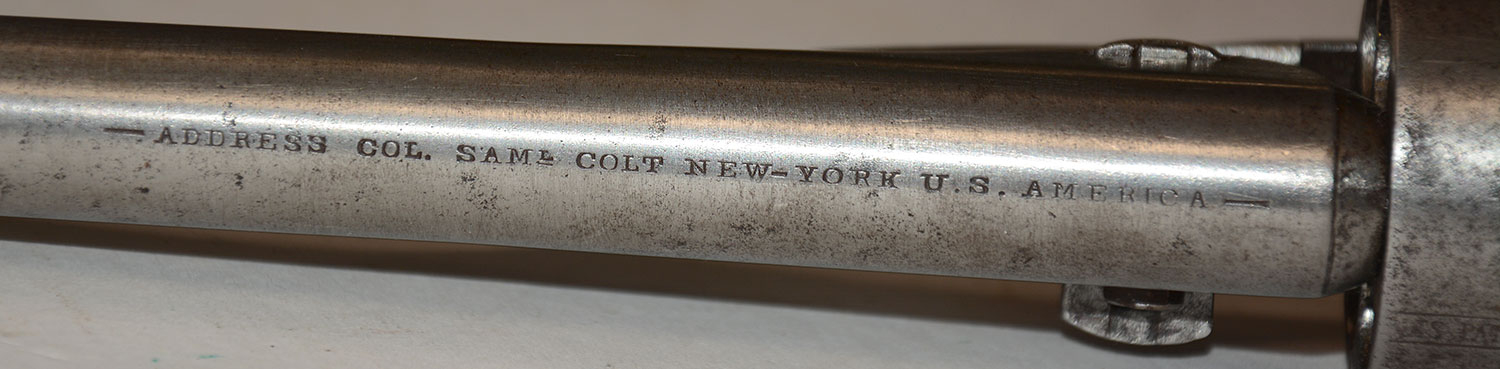 —ADDRESS COL. SAMᴸ COLT NEW-YORK U.S. AMERICA—